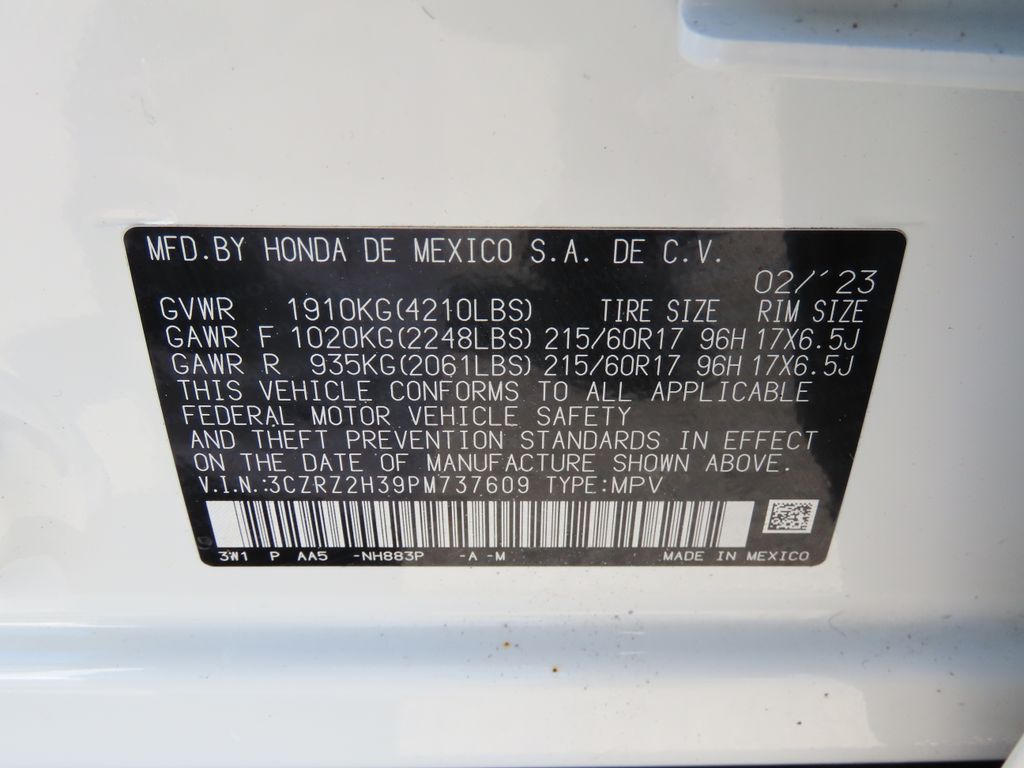 MFD.BY HONDA DE MEXICO S.A. DE C.V.
02/'23
GVWR 1910KG(4210LBS) TIRE SIZE RIM SIZE
GAWR F 1020KG(2248LBS) 215/60R17 96H 17X6.5J
GAWR R 935KG(2061LBS) 215/60R17 96H 17X6.5J
THIS VEHICLE CONFORMS TO ALL APPLICABLE
FEDERAL MOTOR VEHICLE SAFETY
AND THEFT PREVENTION STANDARDS IN EFFECT
ON THE DATE OF MANUFACTURE SHOWN ABOVE.
V.I.N.:3CZRZ2H39PM737609 TYPE:MPV
3W1 P AA5 -NH883P -A -M MADE IN MEXICO